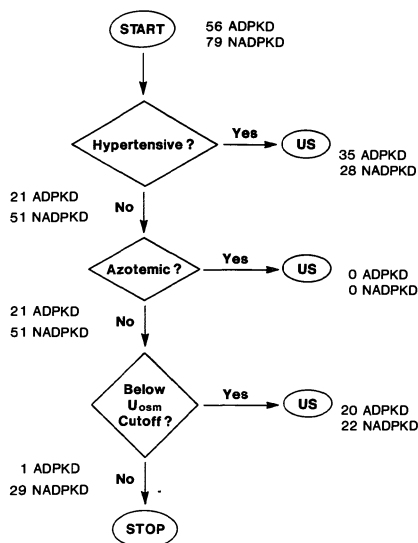 START
56 ADPKD
79 NADPKD
Hypertensive ?
Yes
US
35 ADPKD
28 NADPKD
21 ADPKD
51 NADPKD
No
Azotemic ?
Yes
US
0 ADPKD
0 NADPKD
21 ADPKD
51 NADPKD
No
Below
Uosm
Cutoff ?
Yes
US
20 ADPKD
22 NADPKD
1 ADPKD
29 NADPKD
No
STOP